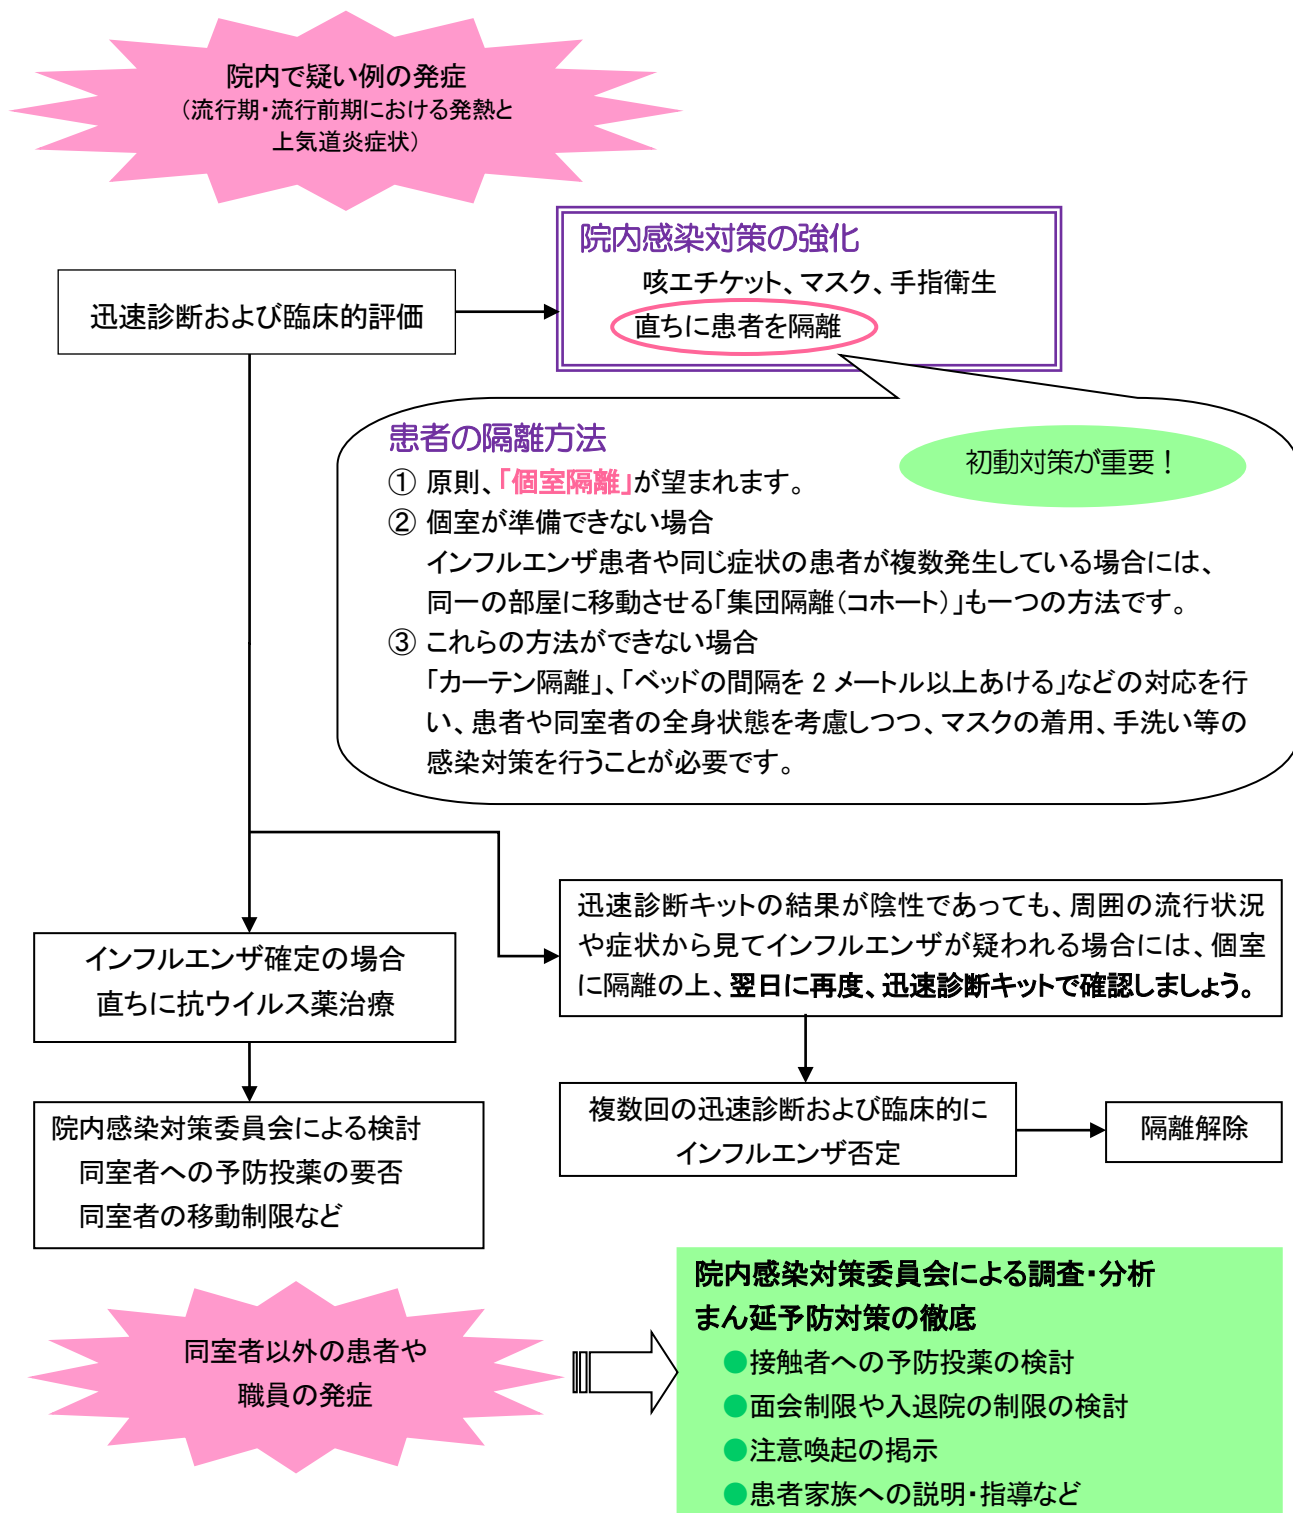 院内で疑い例の発症
（流行期・流行前期における発熱と
上気道炎症状）
院内感染対策の強化
咳エチケット、マスク、手指衛生
直ちに患者を隔離
迅速診断および臨床的評価
患者の隔離方法
初動対策が重要！
① 原則、「個室隔離」が望まれます。
② 個室が準備できない場合
インフルエンザ患者や同じ症状の患者が複数発生している場合には、
同一の部屋に移動させる「集団隔離（コホート）」も一つの方法です。
③ これらの方法ができない場合
「カーテン隔離」、「ベッドの間隔を 2 メートル以上あける」などの対応を行
い、患者や同室者の全身状態を考慮しつつ、マスクの着用、手洗い等の
感染対策を行うことが必要です。
迅速診断キットの結果が陰性であっても、周囲の流行状況
や症状から見てインフルエンザが疑われる場合には、個室
に隔離の上、翌日に再度、迅速診断キットで確認しましょう。
インフルエンザ確定の場合
直ちに抗ウイルス薬治療
複数回の迅速診断および臨床的に
インフルエンザ否定
隔離解除
院内感染対策委員会による検討
同室者への予防投薬の要否
同室者の移動制限など
同室者以外の患者や
職員の発症
院内感染対策委員会による調査・分析
まん延予防対策の徹底
●接触者への予防投薬の検討
●面会制限や入退院の制限の検討
●注意喚起の掲示
●患者家族への説明・指導など